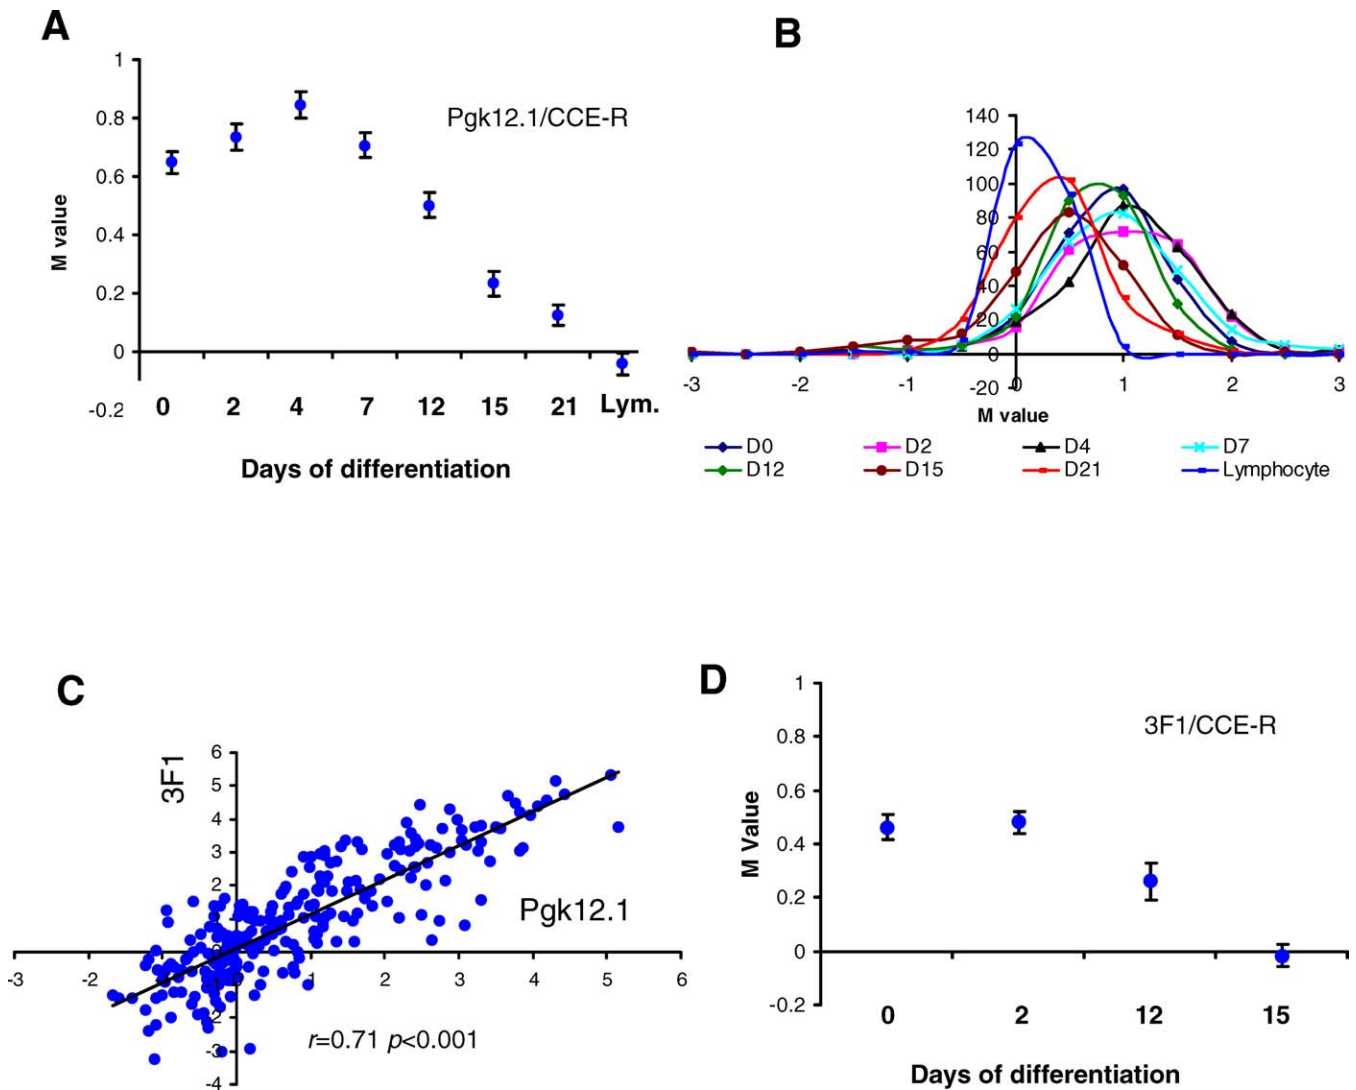 A
1
0.8
0.6
0.4
0.2
0
-0.2
M value
Pgk12.1/CCE-R
0 2 4 7 12 15 21 Lym.
Days of differentiation
B
140
120
100
80
60
40
20
0
-20
-3 -2 -1 0 1 2 3
M value
D0 D2 D4 D7
D12 D15 D21 Lymphocyte
C
3F1
6
5
4
3
2
1
0
-1
-2
-3
-4
-3 -2 -1 0 1 2 3 4 5 6
Pgk12.1
r=0.71 p<0.001
D
1
0.8
0.6
0.4
0.2
0
-0.2
M Value
3F1/CCE-R
0 2 12 15
Days of differentiation